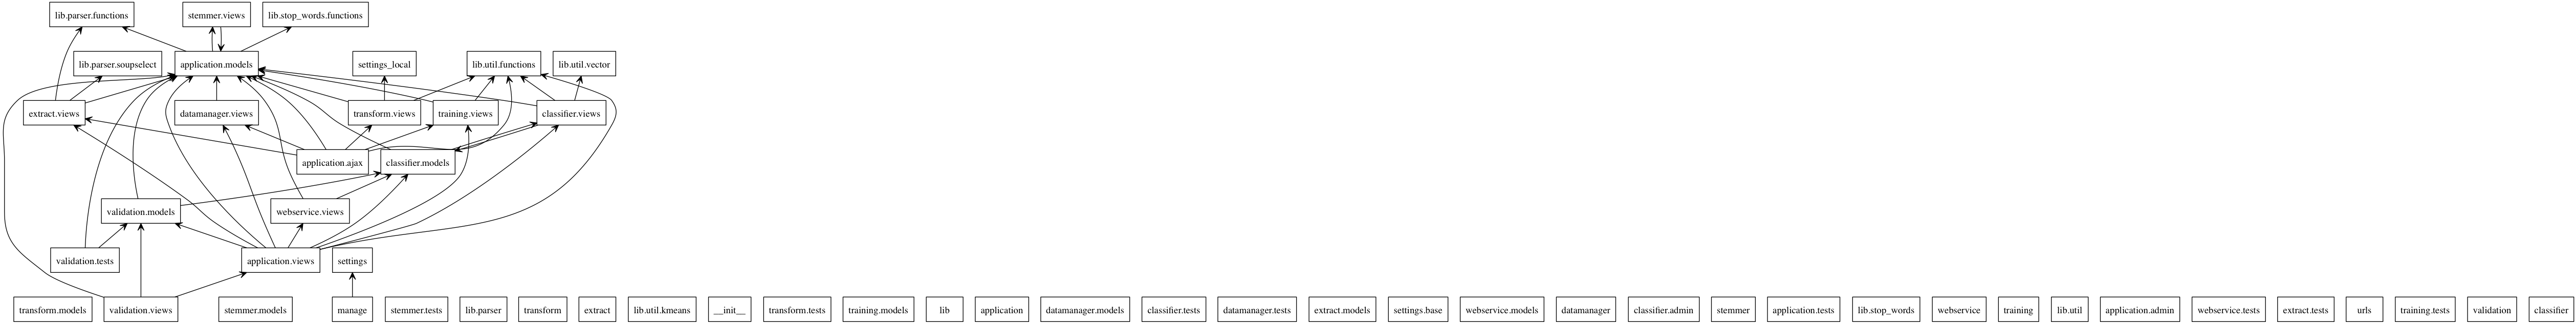 lib.parser.functions
stemmer.views
lib.stop_words.functions
lib.parser.soupselect
application.models
settings_local
lib.util.functions
lib.util.vector
extract.views
datamanager.views
transform.views
training.views
classifier.views
application.ajax
classifier.models
validation.models
webservice.views
validation.tests
application.views
settings
transform.models
validation.views
stemmer.models
manage
stemmer.tests
lib.parser
transform
extract
lib.util.kmeans
__init__
transform.tests
training.models
lib
application
datamanager.models
classifier.tests
datamanager.tests
extract.models
settings.base
webservice.models
datamanager
classifier.admin
stemmer
application.tests
lib.stop_words
webservice
training
lib.util
application.admin
webservice.tests
extract.tests
urls
training.tests
validation
classifier